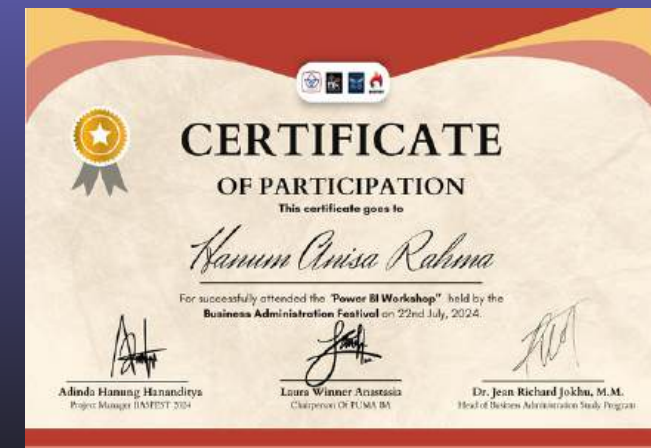 CERTIFICATE
OF PARTICIPATION
This certificate goes to
Hanum Anisa Rahma
For successfully attended the "Power BI Workshop" held by the
Business Administration Festival on 22nd July, 2024.
Adinda Hanung Hananditya
Project Manager BASFEST 2024
Laura Winner Anastasia
Chairperson Of PUMA BA
Dr. Jean Richard Jokhu, M.M.
Head of Business Administration Study Program